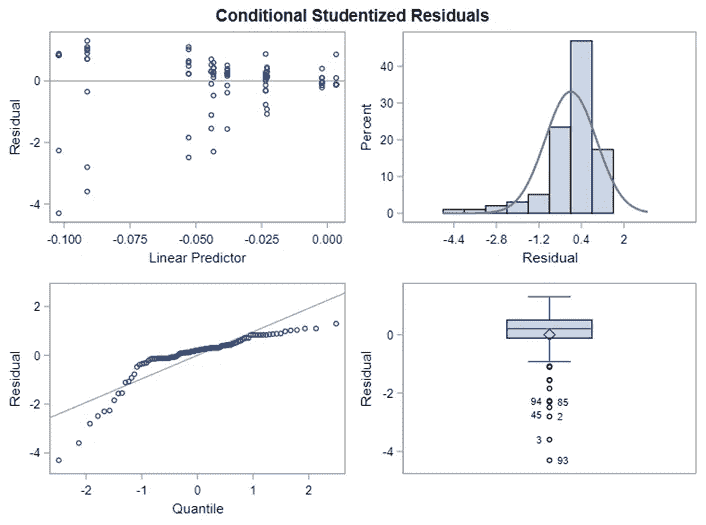 Conditional Studentized Residuals
Residual
0
-2
-4
-0.100 -0.075 -0.050 -0.025 0.000
Linear Predictor
Percent
40
30
20
10
0
-4.4 -2.8 -1.2 0.4 2
Residual
Residual
2
0
-2
-4
-2 -1 0 1 2
Quantile
Residual
0
-2
-4
94 85
45 2
3
93